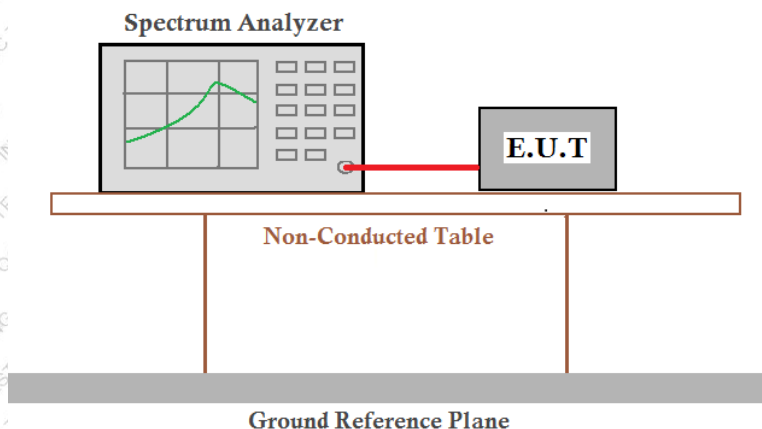 Spectrum Analyzer
E.U.T
Non-Conducted Table
Ground Reference Plane